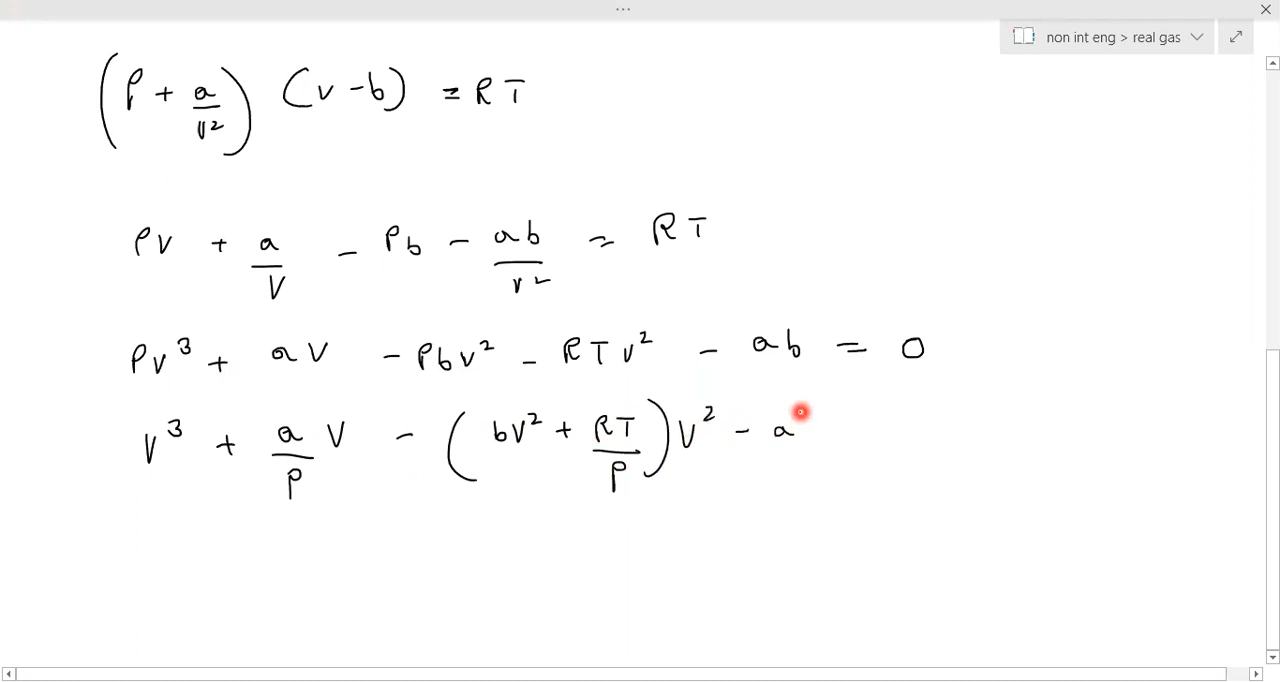 ...
non int eng > real gas
(P + a/V²) (V - b) = RT
PV + a/V - Pb - ab/V² = RT
PV³ + aV - PbV² - RTV² - ab = 0
V³ + a/P V - (bV² + RT/P)V² - a